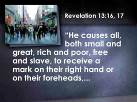 Revelation 13:16, 17
“He causes all,
both small and
great, rich and poor, free
and slave, to receive a
mark on their right hand or
on their foreheads,...